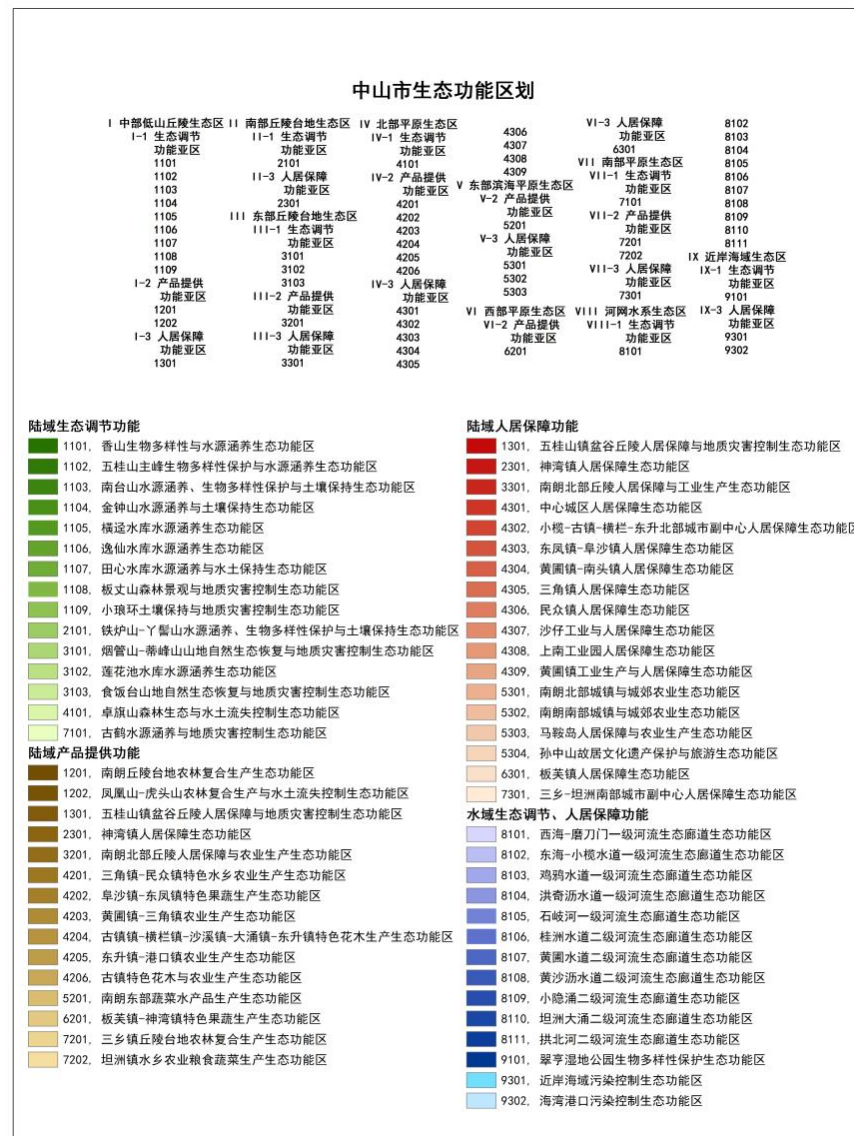 中山市生态功能区划
I 中部低山丘陵生态区
I-1 生态调节
功能亚区
1101
1102
1103
1104
1105
1106
1107
1108
1109
I-2 产品提供
功能亚区
1201
1202
I-3 人居保障
功能亚区
1301
II 南部丘陵台地生态区
II-1 生态调节
功能亚区
2101
II-3 人居保障
功能亚区
2301
III 东部丘陵台地生态区
III-1 生态调节
功能亚区
3101
3102
3103
III-2 产品提供
功能亚区
3201
III-3 人居保障
功能亚区
3301
IV 北部平原生态区
IV-1 生态调节
功能亚区
4101
IV-2 产品提供
功能亚区
4201
4202
4203
4204
4205
4206
IV-3 人居保障
功能亚区
4301
4302
4303
4304
4305
4306
4307
4308
4309
V 东部滨海平原生态区
V-2 产品提供
功能亚区
5201
V-3 人居保障
功能亚区
5301
5302
5303
VI 西部平原生态区
VI-2 产品提供
功能亚区
6201
VI-3 人居保障
功能亚区
6301
VII 南部平原生态区
VII-1 生态调节
功能亚区
7101
VII-2 产品提供
功能亚区
7201
7202
VII-3 人居保障
功能亚区
7301
VIII 河网水系生态区
VIII-1 生态调节
功能亚区
8101
8102
8103
8104
8105
8106
8107
8108
8109
8110
8111
IX 近岸海域生态区
IX-1 生态调节
功能亚区
9101
IX-3 人居保障
功能亚区
9301
9302
陆域生态调节功能
1101, 香山生物多样性与水源涵养生态功能区
1102, 五桂山主峰生物多样性保护与水源涵养生态功能区
1103, 南台山水源涵养、生物多样性保护与土壤保持生态功能区
1104, 金钟山水源涵养与土壤保持生态功能区
1105, 横迳水库水源涵养生态功能区
1106, 逸仙水库水源涵养生态功能区
1107, 田心水库水源涵养与水土保持生态功能区
1108, 板丈山森林景观与地质灾害控制生态功能区
1109, 小琅环土壤保持与地质灾害控制生态功能区
2101, 铁炉山-丫髻山水源涵养、生物多样性保护与土壤保持生态功能区
3101, 烟管山-蒂峰山山地自然生态恢复与地质灾害控制生态功能区
3102, 莲花池水库水源涵养生态功能区
3103, 食饭台山地自然生态恢复与地质灾害控制生态功能区
4101, 卓旗山森林生态与水土流失控制生态功能区
7101, 古鹤水源涵养与地质灾害控制生态功能区
陆域产品提供功能
1201, 南朗丘陵台地农林复合生产生态功能区
1202, 凤凰山-虎头山农林复合生产与水土流失控制生态功能区
1301, 五桂山镇盆谷丘陵人居保障与地质灾害控制生态功能区
2301, 神湾镇人居保障生态功能区
3201, 南朗北部丘陵人居保障与农业生产生态功能区
4201, 三角镇-民众镇特色水乡农业生产生态功能区
4202, 阜沙镇-东凤镇特色果蔬生产生态功能区
4203, 黄圃镇-三角镇农业生产生态功能区
4204, 古镇镇-横栏镇-沙溪镇-大涌镇-东升镇特色花木生产生态功能区
4205, 东升镇-港口镇农业生产生态功能区
4206, 古镇特色花木与农业生产生态功能区
5201, 南朗东部蔬菜水产品生产生态功能区
6201, 板芙镇-神湾镇特色果蔬生产生态功能区
7201, 三乡镇丘陵台地农林复合生产生态功能区
7202, 坦洲镇水乡农业粮食蔬菜生产生态功能区
陆域人居保障功能
1301, 五桂山镇盆谷丘陵人居保障与地质灾害控制生态功能区
2301, 神湾镇人居保障生态功能区
3301, 南朗北部丘陵人居保障与工业生产生态功能区
4301, 中心城区人居保障生态功能区
4302, 小榄-古镇-横栏-东升北部城市副中心人居保障生态功能区
4303, 东凤镇-阜沙镇人居保障生态功能区
4304, 黄圃镇-南头镇人居保障生态功能区
4305, 三角镇人居保障生态功能区
4306, 民众镇人居保障生态功能区
4307, 沙仔工业与人居保障生态功能区
4308, 上南工业园人居保障生态功能区
4309, 黄圃镇工业生产与人居保障生态功能区
5301, 南朗北部城镇与城郊农业生态功能区
5302, 南朗南部城镇与城郊农业生态功能区
5303, 马鞍岛人居保障与农业生产生态功能区
5304, 孙中山故居文化遗产保护与旅游生态功能区
6301, 板芙镇人居保障生态功能区
7301, 三乡-坦洲南部城市副中心人居保障生态功能区
水域生态调节、人居保障功能
8101, 西海-磨刀门一级河流生态廊道生态功能区
8102, 东海-小榄水道一级河流生态廊道生态功能区
8103, 鸡鸦水道一级河流生态廊道生态功能区
8104, 洪奇沥水道一级河流生态廊道生态功能区
8105, 石岐河一级河流生态廊道生态功能区
8106, 桂洲水道二级河流生态廊道生态功能区
8107, 黄圃水道二级河流生态廊道生态功能区
8108, 黄沙沥水道二级河流生态廊道生态功能区
8109, 小隐涌二级河流生态廊道生态功能区
8110, 坦洲大涌二级河流生态廊道生态功能区
8111, 拱北河二级河流生态廊道生态功能区
9101, 翠亨湿地公园生物多样性保护生态功能区
9301, 近岸海域污染控制生态功能区
9302, 海湾港口污染控制生态功能区